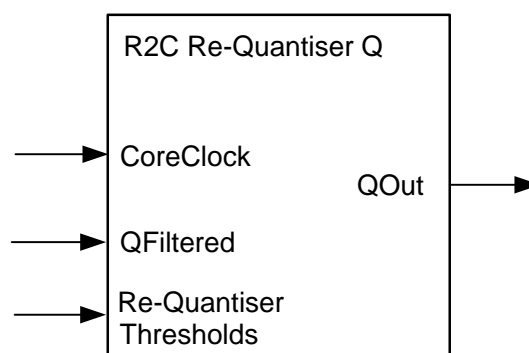 R2C Re-Quantiser Q
CoreClock
QOut
QFiltered
Re-Quantiser
Thresholds